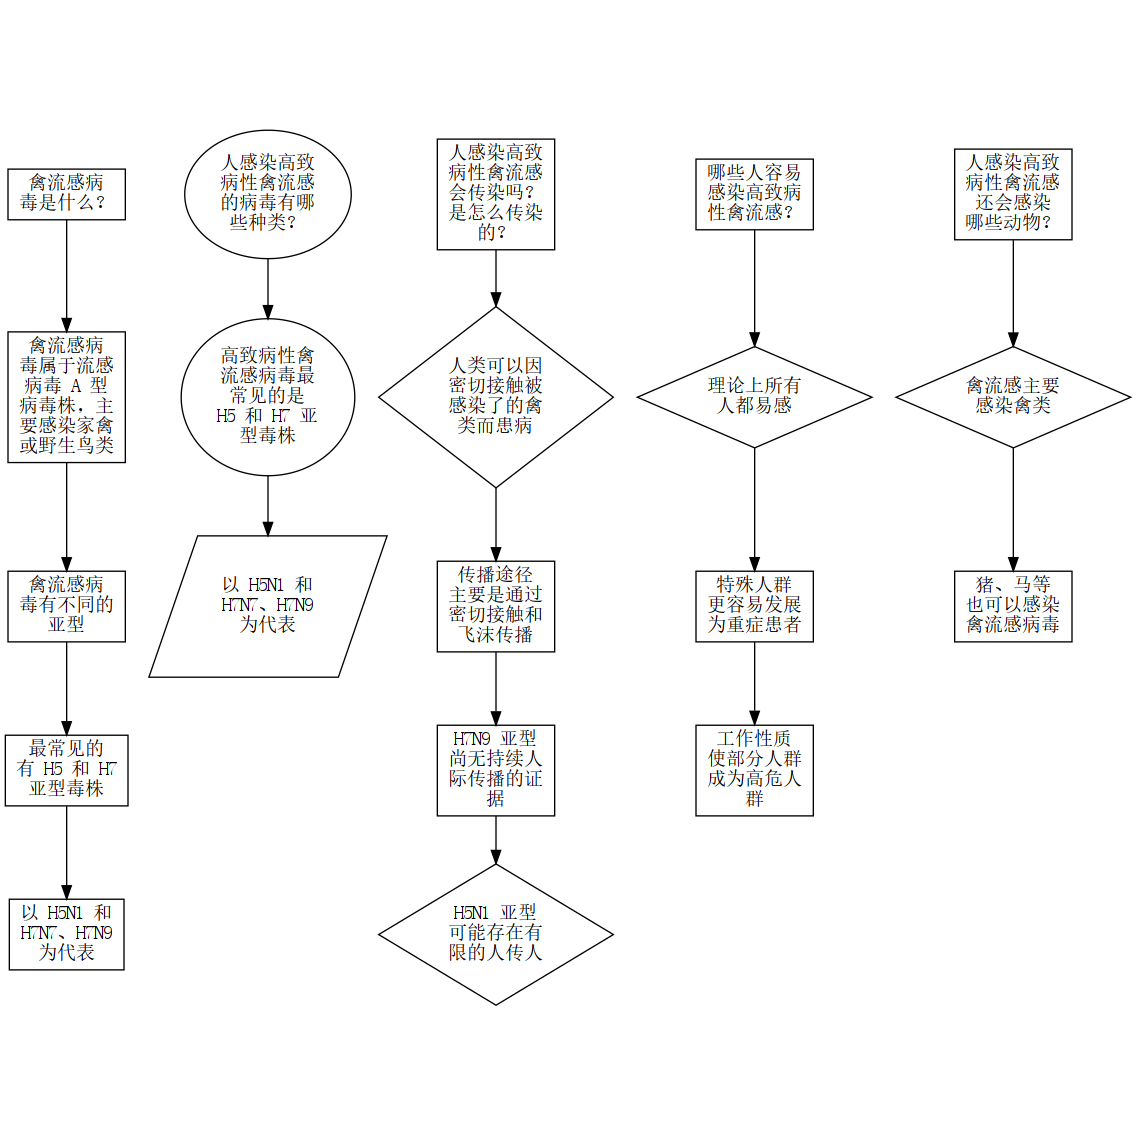 禽流感病
毒是什么?
禽流感病
毒属于流感
病毒 A 型
病毒株，主
要感染家禽
或野生鸟类
禽流感病
毒有不同的
亚型
最常见的
有 H5 和 H7
亚型毒株
以 H5N1 和
H7N7、H7N9
为代表
人感染高致
病性禽流感
的病毒有哪
些种类?
高致病性禽
流感病毒最
常见的是
H5 和 H7 亚
型毒株
以 H5N1 和
H7N7、H7N9
为代表
人感染高致
病性禽流感
会传染吗?
是怎么传染
的?
人类可以因
密切接触被
感染了的禽
类而患病
传播途径
主要是通过
密切接触和
飞沫传播
H7N9 亚型
尚无持续人
际传播的证
据
H5N1 亚型
可能存在有
限的人传人
哪些人容易
感染高致病
性禽流感?
理论上所有
人都易感
特殊人群
更容易发展
为重症患者
工作性质
使部分人群
成为高危人
群
人感染高致
病性禽流感
还会感染
哪些动物?
禽流感主要
感染禽类
猪、马等
也可以感染
禽流感病毒